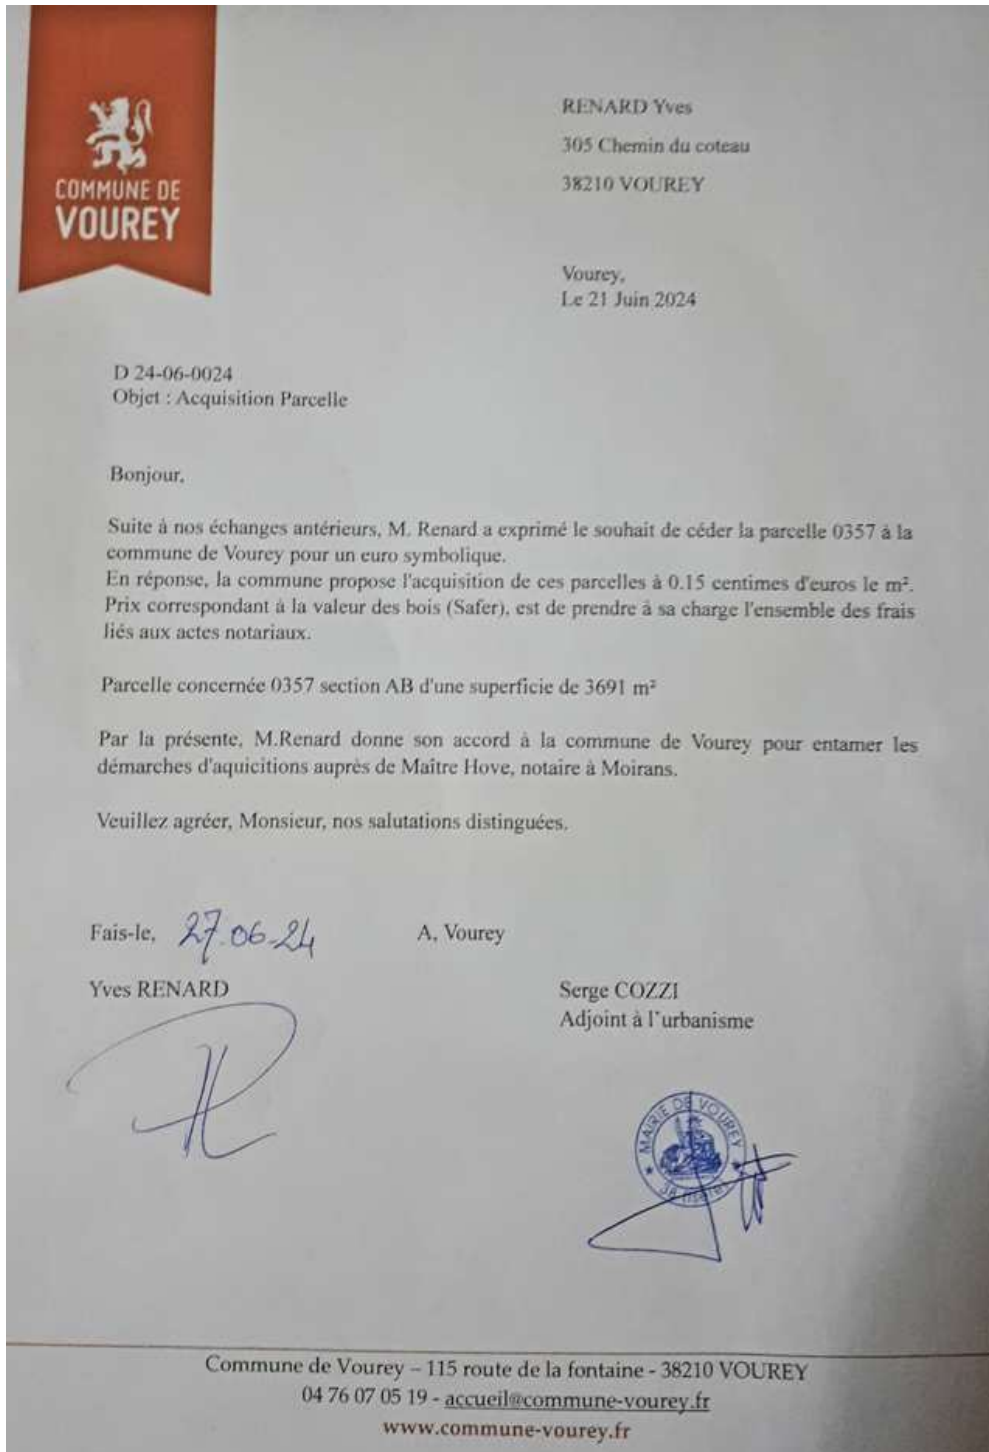 COMMUNE DE
VOUREY
RENARD Yves
305 Chemin du coteau
38210 VOUREY
Vourey,
Le 21 Juin 2024
D 24-06-0024
Objet : Acquisition Parcelle
Bonjour,
Suite à nos échanges antérieurs, M. Renard a exprimé le souhait de céder la parcelle 0357 à la
commune de Vourey pour un euro symbolique.
En réponse, la commune propose l'acquisition de ces parcelles à 0.15 centimes d'euros le m².
Prix correspondant à la valeur des bois (Safer), est de prendre à sa charge l'ensemble des frais
liés aux actes notariaux.
Parcelle concernée 0357 section AB d'une superficie de 3691 m²
Par la présente, M.Renard donne son accord à la commune de Vourey pour entamer les
démarches d'aquicitions auprès de Maître Hove, notaire à Moirans.
Veuillez agréer, Monsieur, nos salutations distinguées.
Fais-le, 27.06.24 A, Vourey
Yves RENARD
Serge COZZI
Adjoint à l'urbanisme
MAIRIE DE VOUREY
Commune de Vourey – 115 route de la fontaine - 38210 VOUREY
04 76 07 05 19 - accueil@commune-vourey.fr
www.commune-vourey.fr